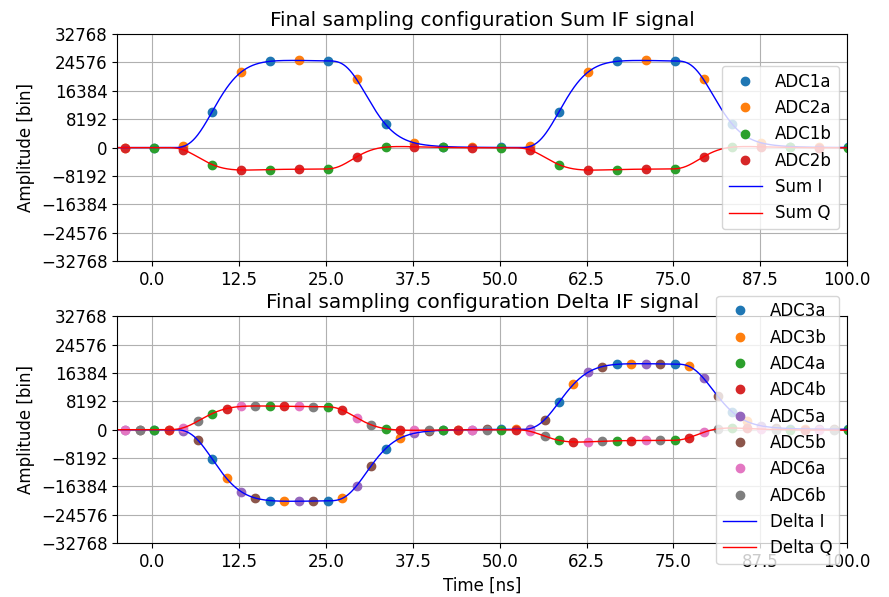 Final sampling configuration Sum IF signal
Amplitude [bin]
32768
24576
16384
8192
0
−8192
−16384
−24576
−32768
0.0 12.5 25.0 37.5 50.0 62.5 75.0 87.5 100.0
ADC1a
ADC2a
ADC1b
ADC2b
Sum I
Sum Q
Final sampling configuration Delta IF signal
Amplitude [bin]
32768
24576
16384
8192
0
−8192
−16384
−24576
−32768
0.0 12.5 25.0 37.5 50.0 62.5 75.0 87.5 100.0
Time [ns]
ADC3a
ADC3b
ADC4a
ADC4b
ADC5a
ADC5b
ADC6a
ADC6b
Delta I
Delta Q